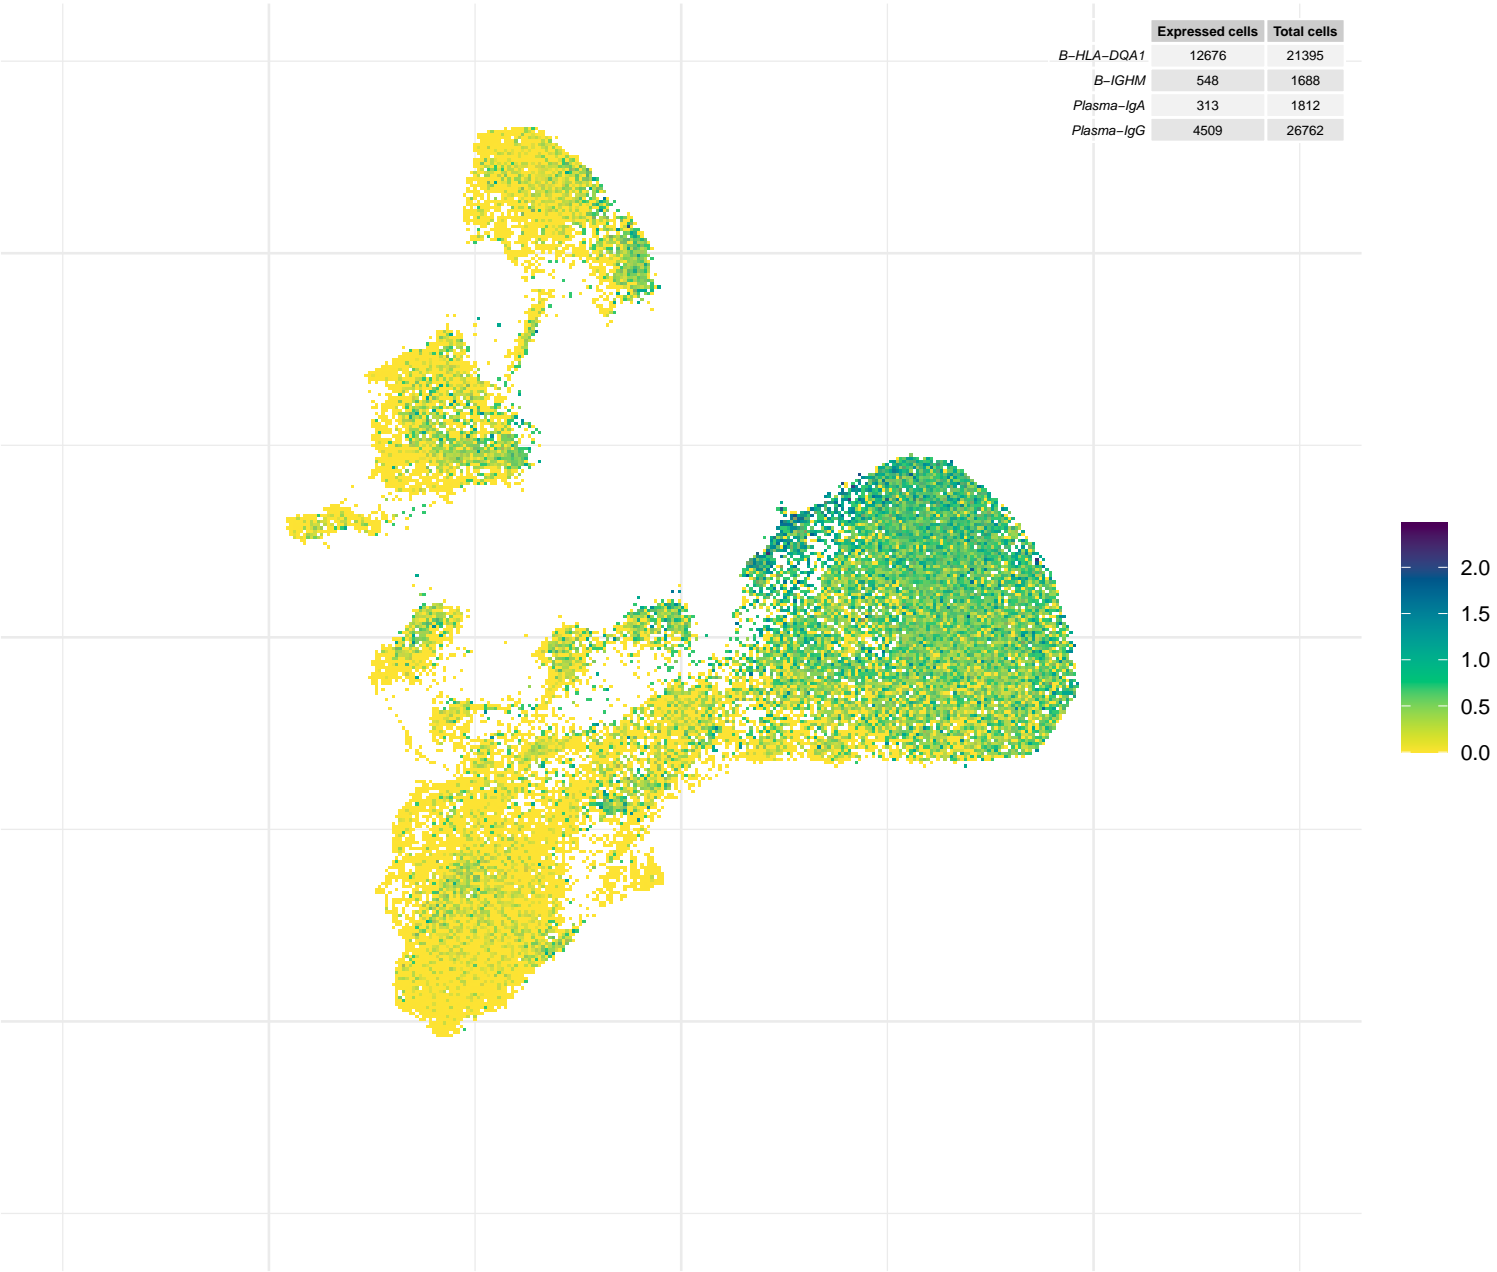 Expressed cells Total cells
B−HLA−DQA1 12676 21395
B−IGHM 548 1688
Plasma−IgA 313 1812
Plasma−IgG 4509 26762
2.0
1.5
1.0
0.5
0.0